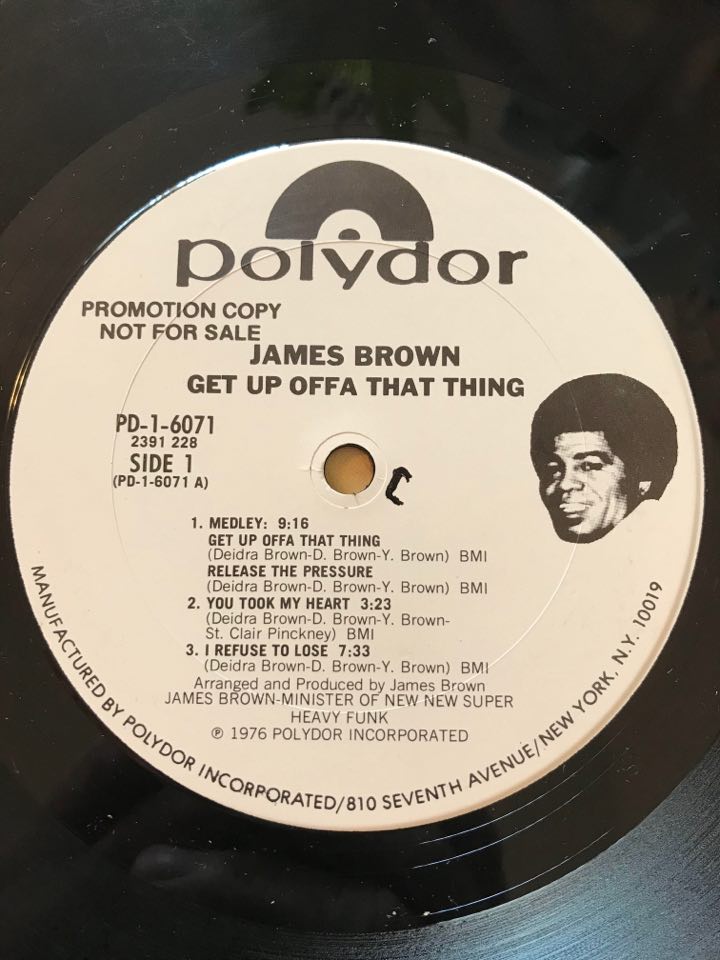 polydor
PROMOTION COPY
NOT FOR SALE
JAMES BROWN
GET UP OFFA THAT THING
PD-1-6071
2391 228
SIDE 1
(PD-1-6071 A)
C
1. MEDLEY: 9:16
GET UP OFFA THAT THING
(Deidra Brown-D. Brown-Y. Brown) BMI
RELEASE THE PRESSURE
(Deidra Brown-D. Brown-Y. Brown) BMI
2. YOU TOOK MY HEART 3:23
(Deidra Brown-D. Brown-Y. Brown-
St. Clair Pinckney) BMI
3. I REFUSE TO LOSE 7:33
(Deidra Brown-D. Brown-Y. Brown) BMI
Arranged and Produced by James Brown
JAMES BROWN-MINISTER OF NEW NEW SUPER
HEAVY FUNK
℗ 1976 POLYDOR INCORPORATED
MANUFACTURED BY POLYDOR INCORPORATED/810 SEVENTH AVENUE/NEW YORK, N.Y. 10019